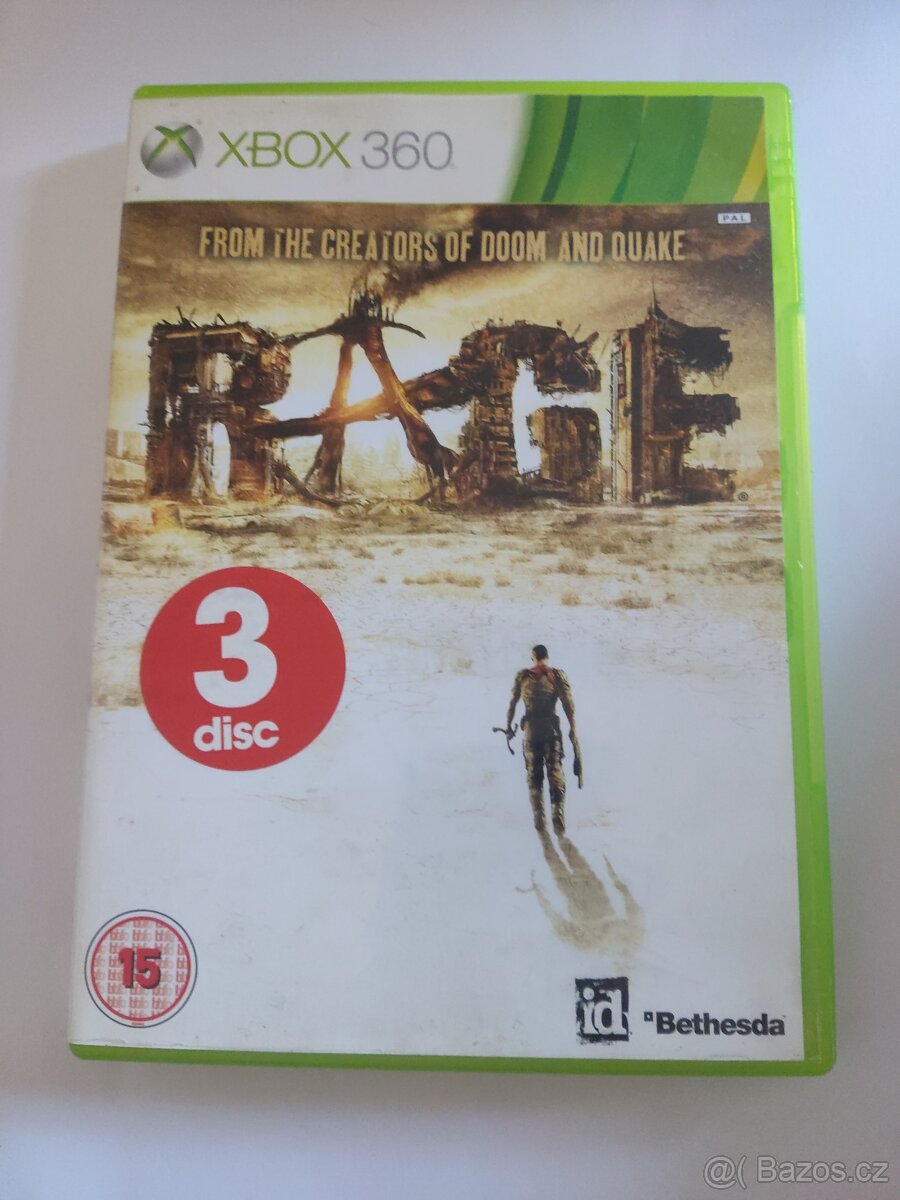 XBOX 360
PAL
FROM THE CREATORS OF DOOM AND QUAKE
RAGE®
3
disc
15
id
Bethesda
@( Bazos.cz